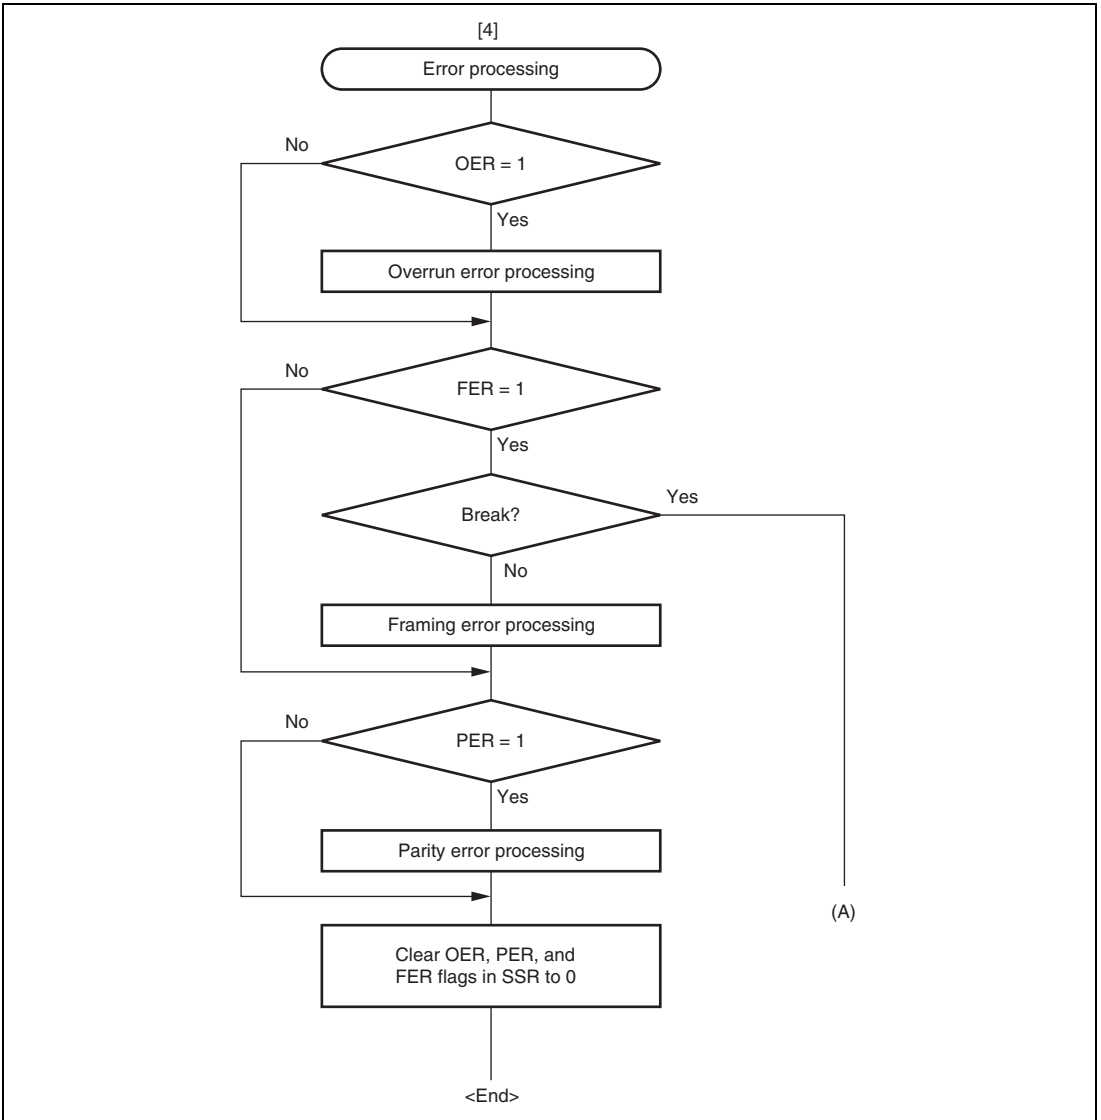 [4]
Error processing
No
OER = 1
Yes
Overrun error processing
No
FER = 1
Yes
Break?
Yes
No
Framing error processing
No
PER = 1
Yes
Parity error processing
(A)
Clear OER, PER, and
FER flags in SSR to 0
<End>